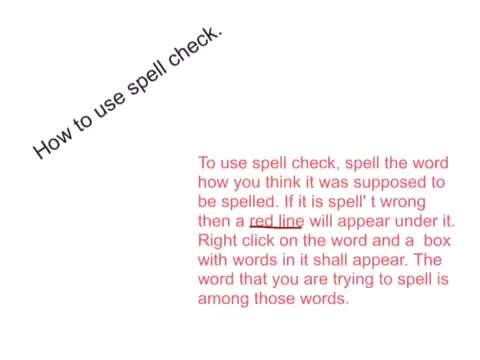 How to use spell check.
To use spell check, spell the word
how you think it was supposed to
be spelled. If it is spell' t wrong
then a red line will appear under it.
Right click on the word and a  box
with words in it shall appear. The
word that you are trying to spell is
among those words.